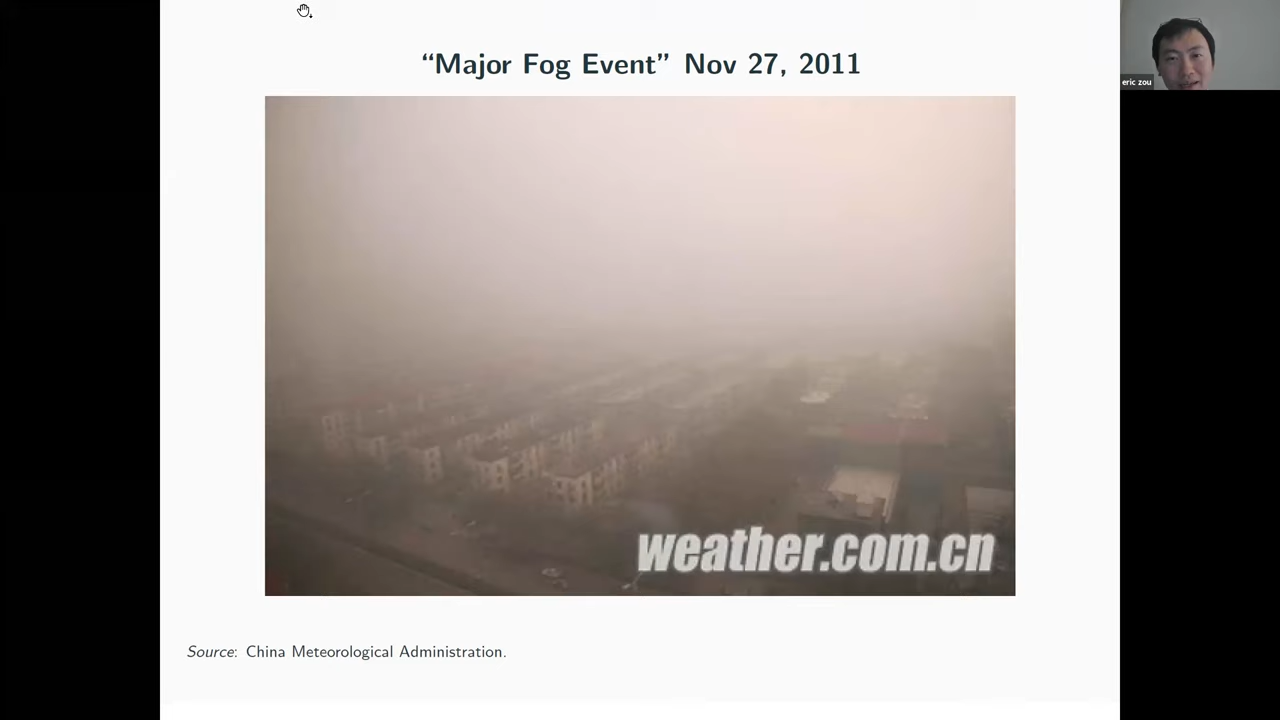 “Major Fog Event” Nov 27, 2011
eric zou
weather.com.cn
Source: China Meteorological Administration.